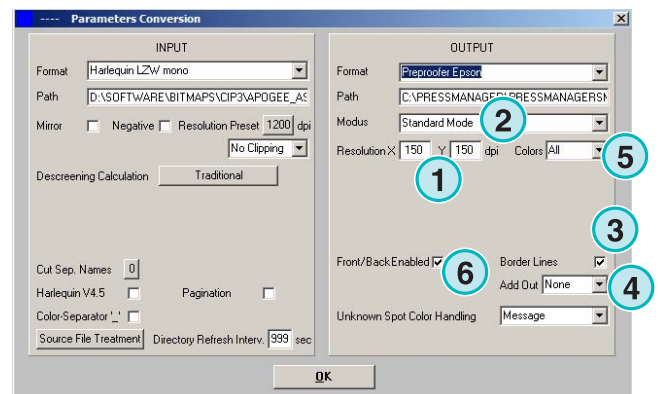 ---- Parameters Conversion
INPUT
Format Harlequin LZW mono
Path D:\SOFTWARE\BITMAPS\CIP3\APOGEE_AS
Mirror Negative Resolution Preset 1200 dpi
No Clipping
Descreening Calculation Traditional
Cut Sep. Names 0
Harlequin V4.5 Pagination
Color-Separator '_'
Source File Treatment Directory Refresh Interv. 999 sec
OUTPUT
Format Preproofer Epson
Path C:\PRESSMANAGER\PRESSMANAGERSM
Modus Standard Mode 2
Resolution X 150 Y 150 dpi Colors All 5
1
3
Front/Back Enabled 6 Border Lines
Add Out None 4
Unknown Spot Color Handling Message
OK